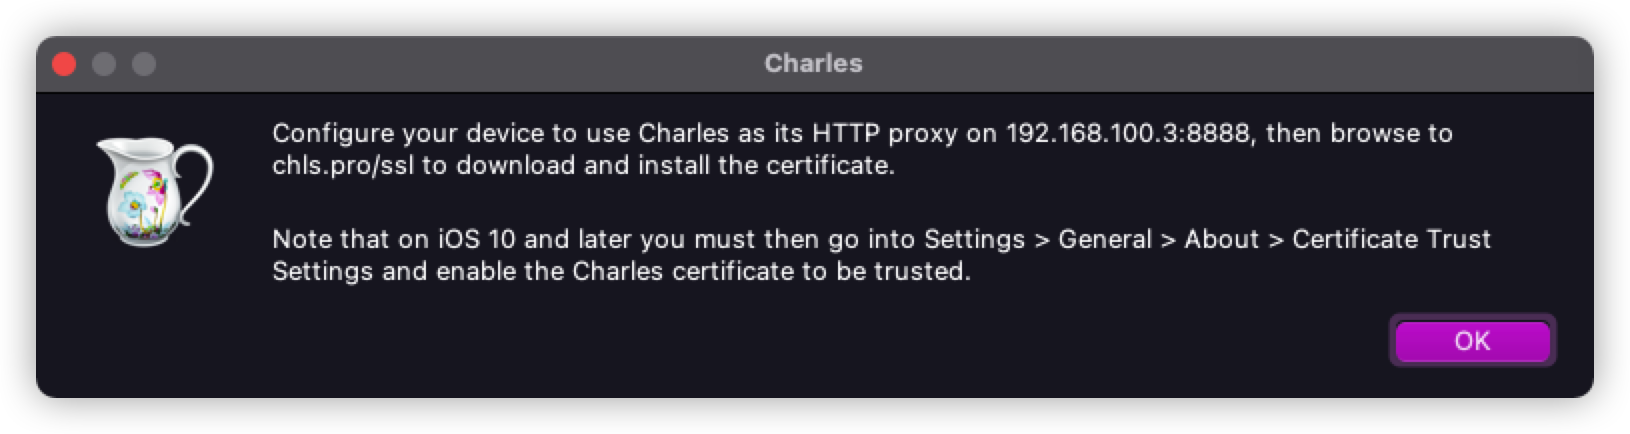 Charles
Configure your device to use Charles as its HTTP proxy on 192.168.100.3:8888, then browse to
chls.pro/ssl to download and install the certificate.
Note that on iOS 10 and later you must then go into Settings > General > About > Certificate Trust
Settings and enable the Charles certificate to be trusted.
OK